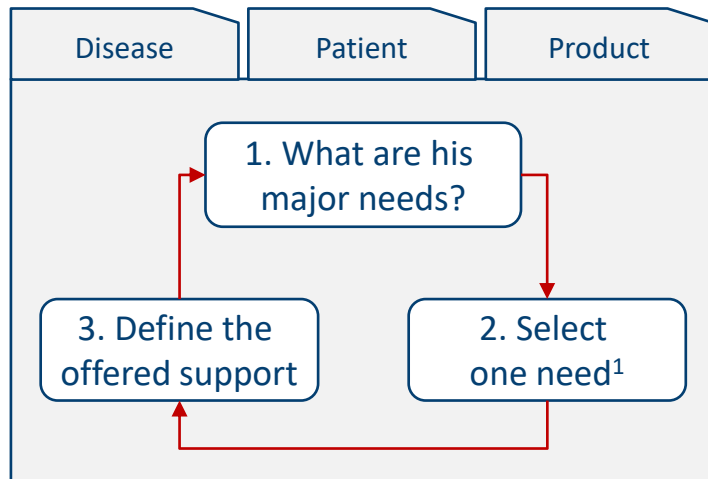 Disease
Patient
Product
1. What are his
major needs?
3. Define the
offered support
2. Select
one need¹